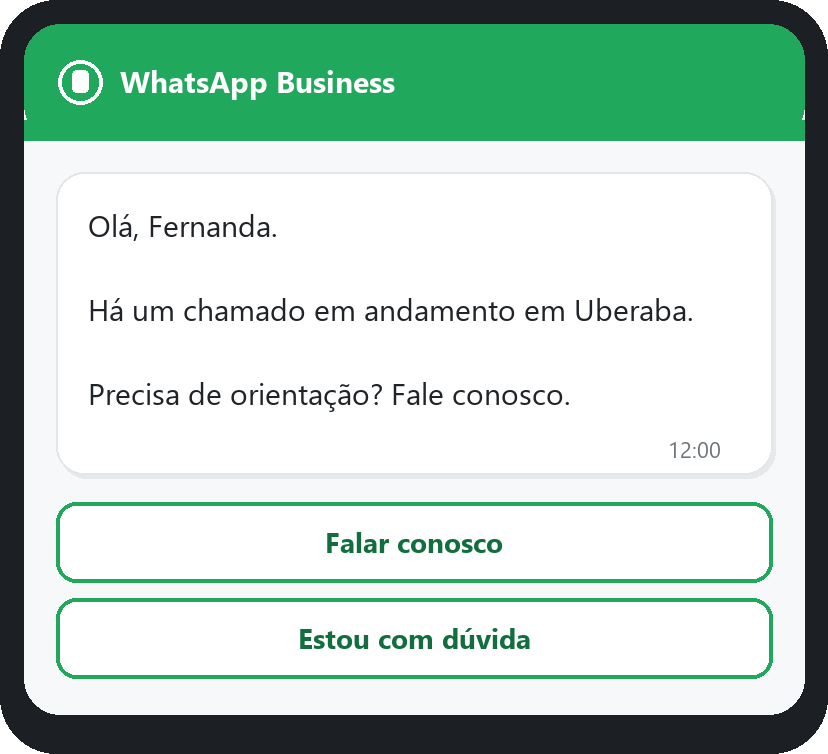 WhatsApp Business
Olá, Fernanda.
Há um chamado em andamento em Uberaba.
Precisa de orientação? Fale conosco.
12:00
Falar conosco
Estou com dúvida